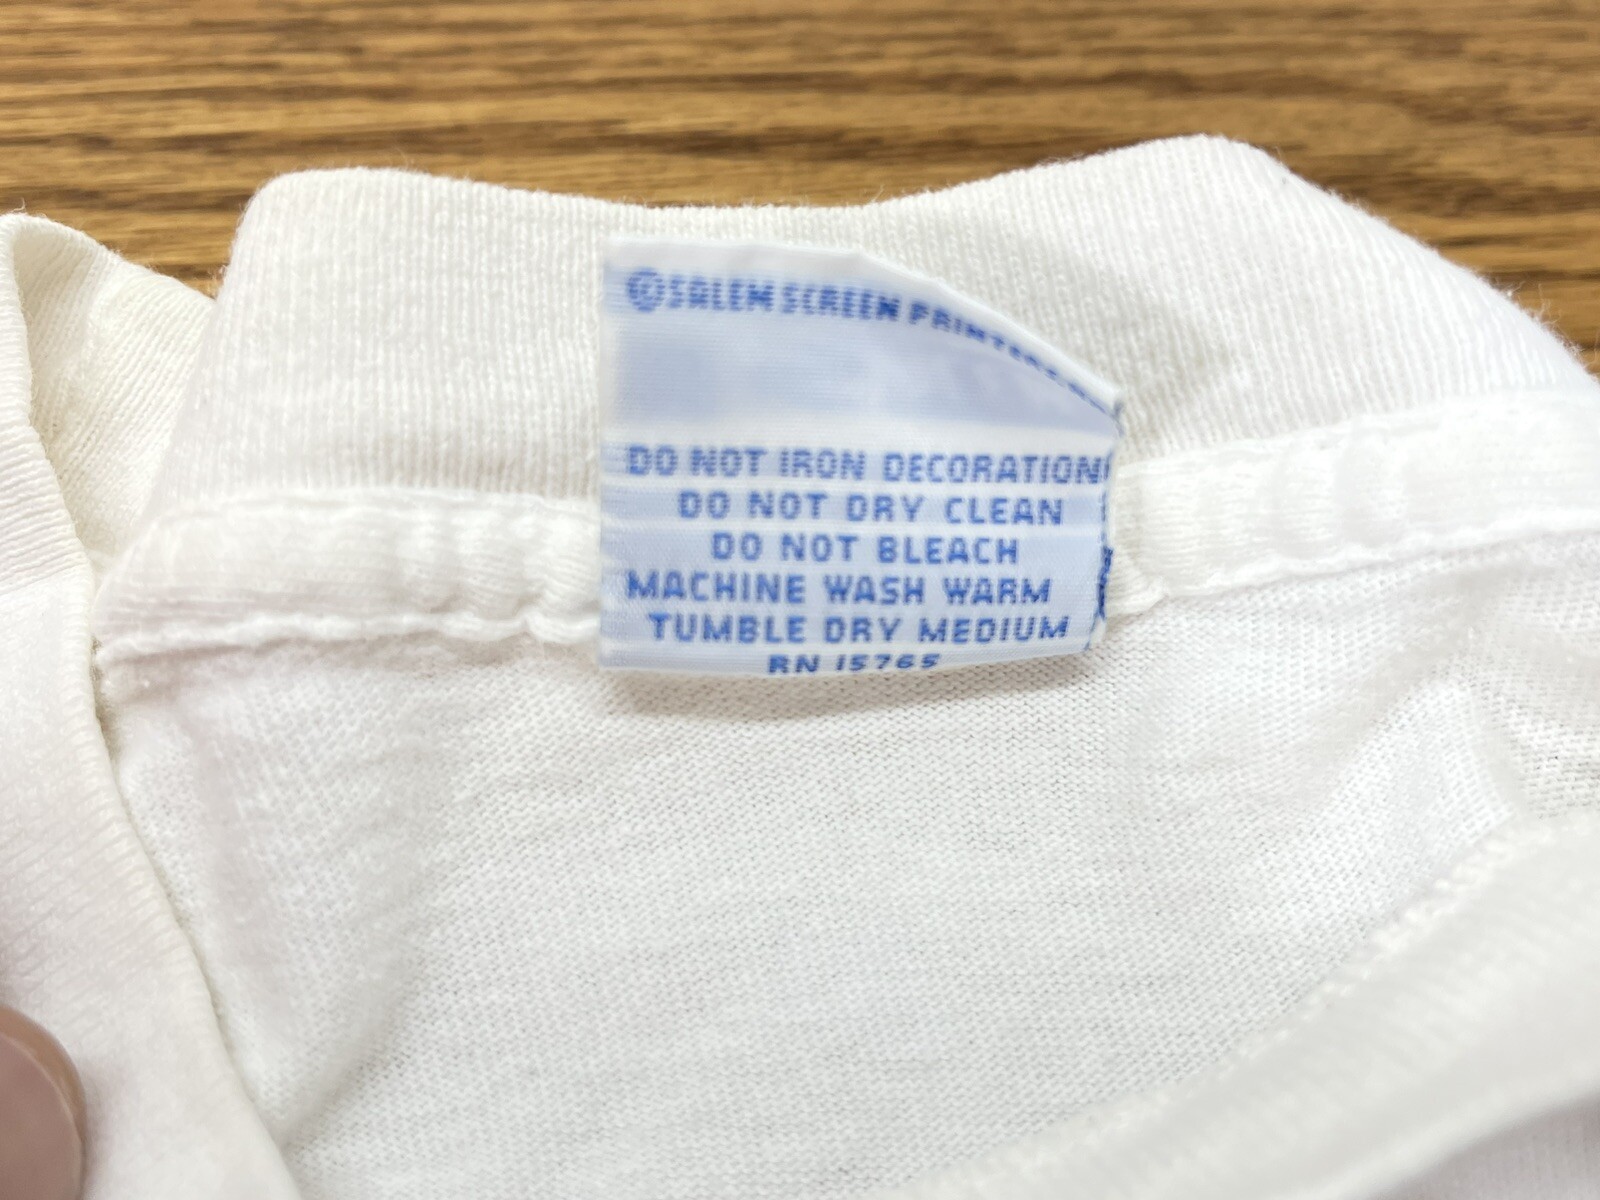 ©SALEM SCREEN PRINTERS
DO NOT IRON DECORATION
DO NOT DRY CLEAN
DO NOT BLEACH
MACHINE WASH WARM
TUMBLE DRY MEDIUM
RN 15765